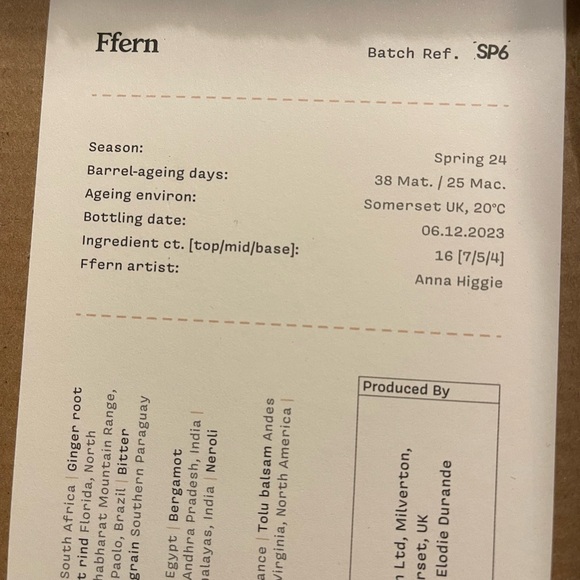 Ffern
Batch Ref. SP6
Season: Spring 24
Barrel-ageing days: 38 Mat. / 25 Mac.
Ageing environ: Somerset UK, 20°C
Bottling date: 06.12.2023
Ingredient ct. [top/mid/base]: 16 [7/5/4]
Ffern artist: Anna Higgie
South Africa | Ginger root
t rind Florida, North
habharat Mountain Range,
Paolo, Brazil | Bitter
grain Southern Paraguay
Egypt | Bergamot
Andhra Pradesh, India |
alayas, India | Neroli
ance | Tolu balsam Andes
Virginia, North America |
Produced By
n Ltd, Milverton,
rset, UK
Elodie Durande